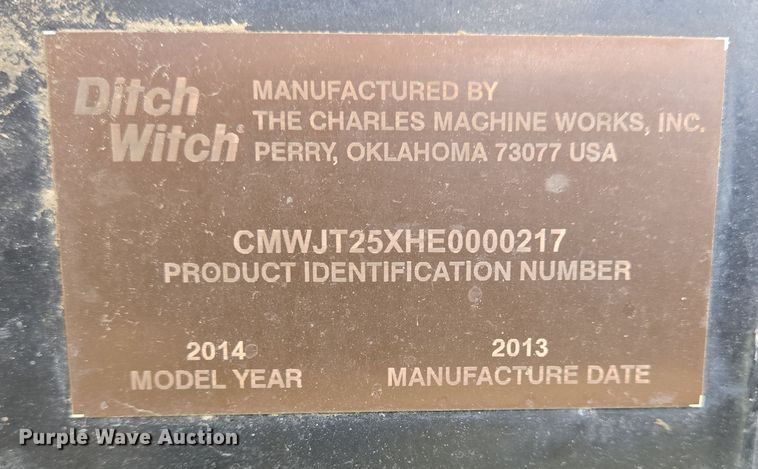 Ditch
Witch®
MANUFACTURED BY
THE CHARLES MACHINE WORKS, INC.
PERRY, OKLAHOMA 73077 USA
CMWJT25XHE0000217
PRODUCT IDENTIFICATION NUMBER
2014
MODEL YEAR
2013
MANUFACTURE DATE
Purple Wave Auction